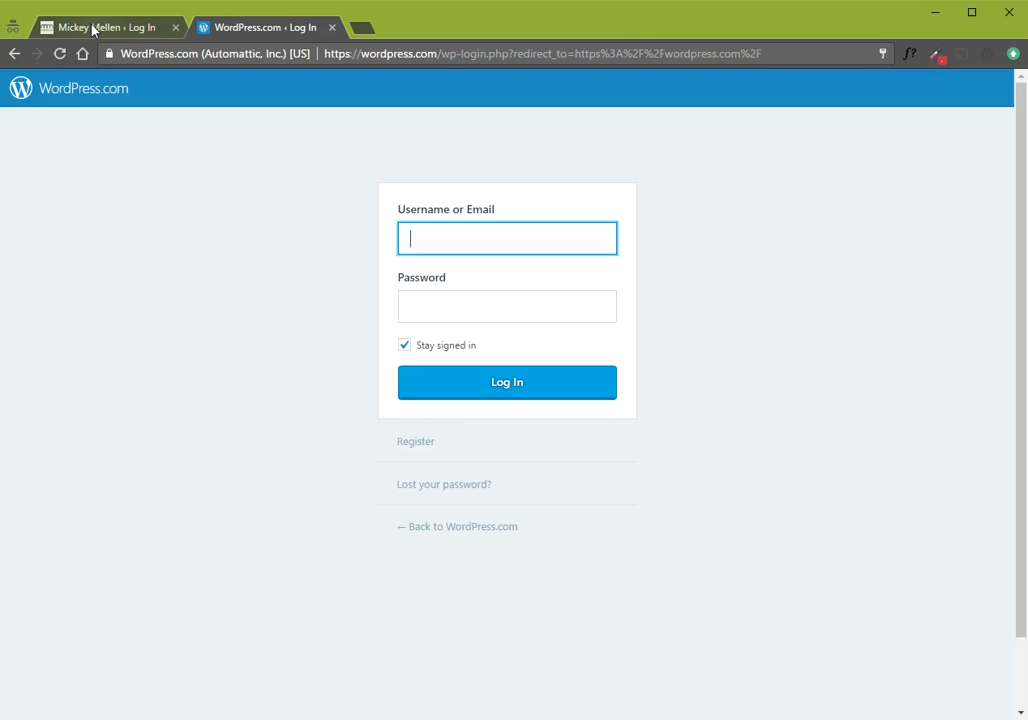 Mickey Mellen ‹ Log In
WordPress.com ‹ Log In
WordPress.com (Automattic, Inc.) [US] https://wordpress.com/wp-login.php?redirect_to=https%3A%2F%2Fwordpress.com%2F f?
WordPress.com
Username or Email
Password
Stay signed in
Log In
Register
Lost your password?
← Back to WordPress.com